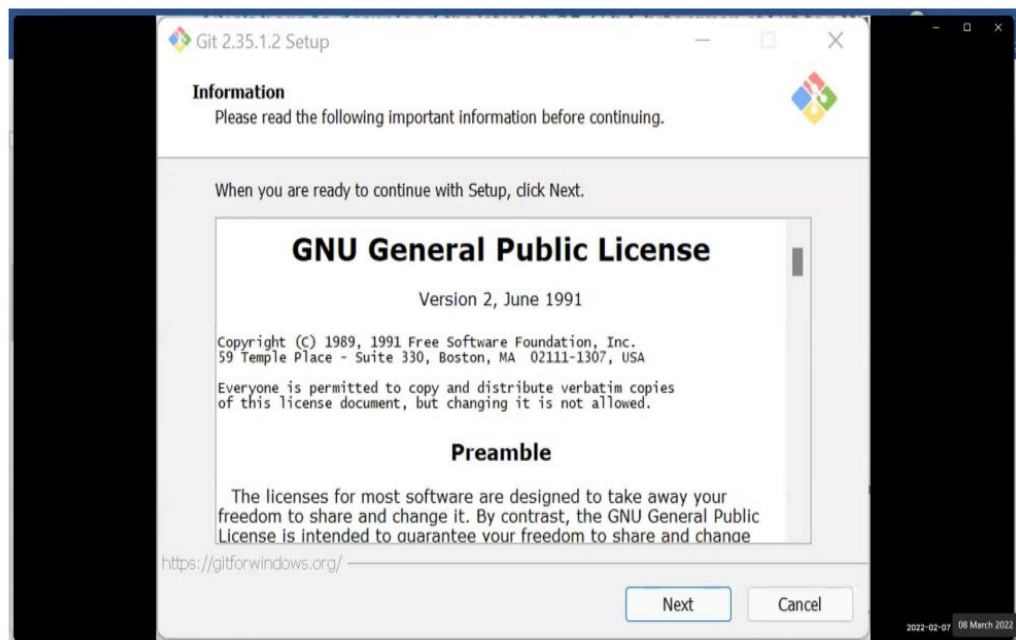 Git 2.35.1.2 Setup
Information
Please read the following important information before continuing.
When you are ready to continue with Setup, click Next.
GNU General Public License
Version 2, June 1991
Copyright (C) 1989, 1991 Free Software Foundation, Inc.
59 Temple Place - Suite 330, Boston, MA 02111-1307, USA
Everyone is permitted to copy and distribute verbatim copies
of this license document, but changing it is not allowed.
Preamble
The licenses for most software are designed to take away your
freedom to share and change it. By contrast, the GNU General Public
License is intended to guarantee your freedom to share and change
https://gitforwindows.org/
Next
Cancel
2022-02-07
08 March 2022